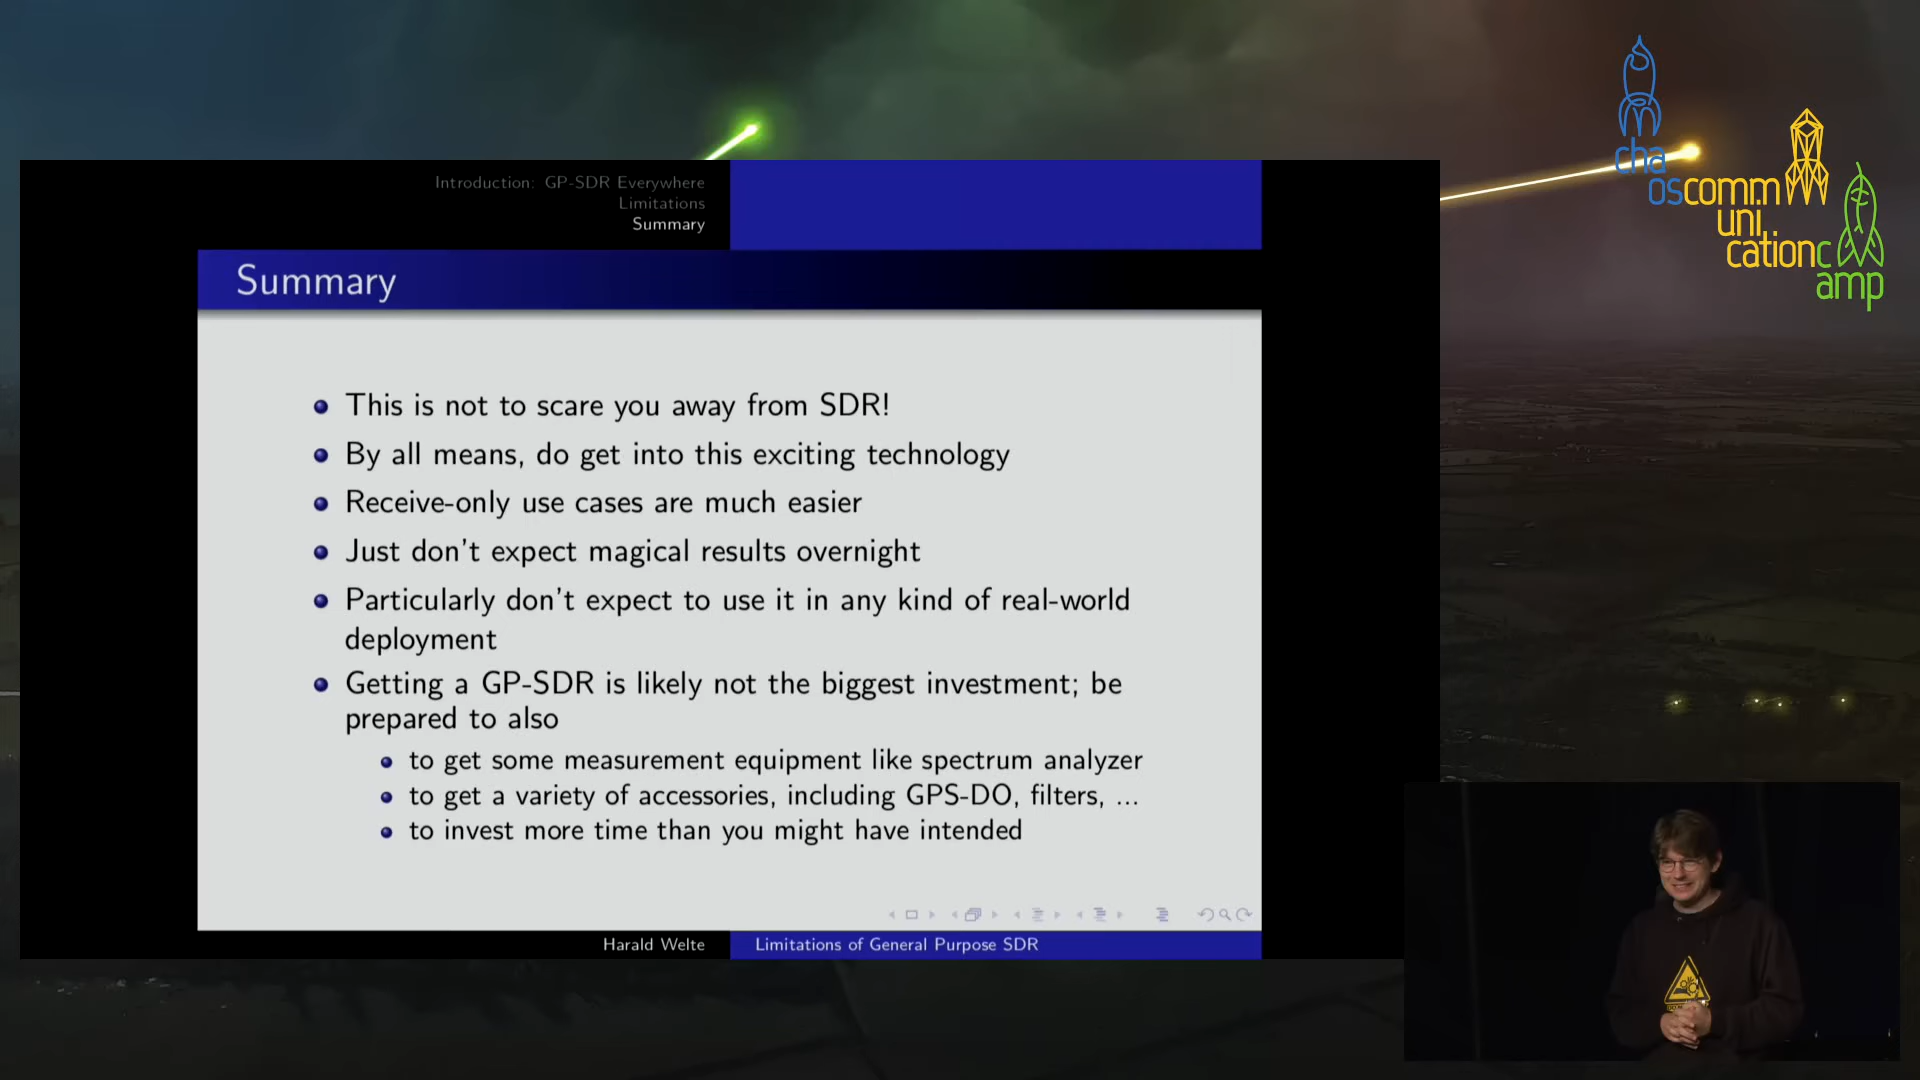 Introduction: GP-SDR Everywhere
Limitations
Summary
Summary
This is not to scare you away from SDR!
By all means, do get into this exciting technology
Receive-only use cases are much easier
Just don't expect magical results overnight
Particularly don't expect to use it in any kind of real-world
deployment
Getting a GP-SDR is likely not the biggest investment; be
prepared to also
to get some measurement equipment like spectrum analyzer
to get a variety of accessories, including GPS-DO, filters, ...
to invest more time than you might have intended
Harald Welte
Limitations of General Purpose SDR
cha
oscomm
uni
cationc
amp